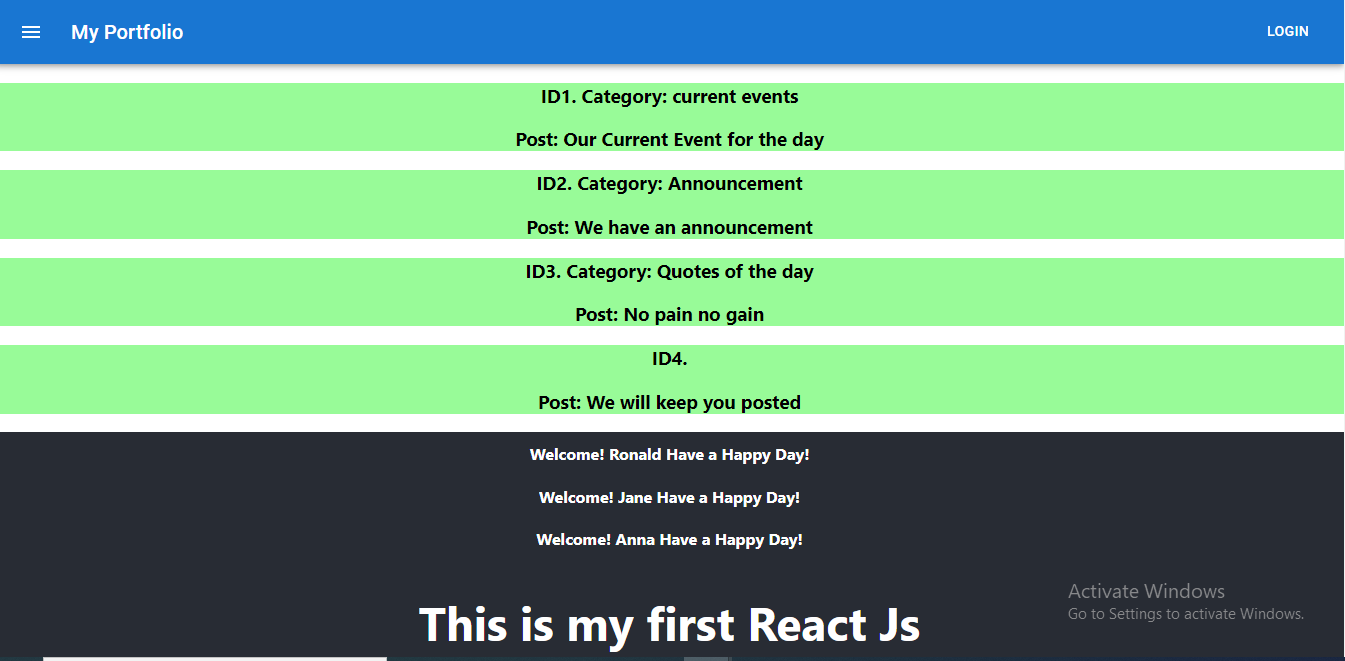 My Portfolio
LOGIN
ID1. Category: current events
Post: Our Current Event for the day
ID2. Category: Announcement
Post: We have an announcement
ID3. Category: Quotes of the day
Post: No pain no gain
ID4.
Post: We will keep you posted
Welcome! Ronald Have a Happy Day!
Welcome! Jane Have a Happy Day!
Welcome! Anna Have a Happy Day!
Activate Windows
Go to Settings to activate Windows.
This is my first React Js